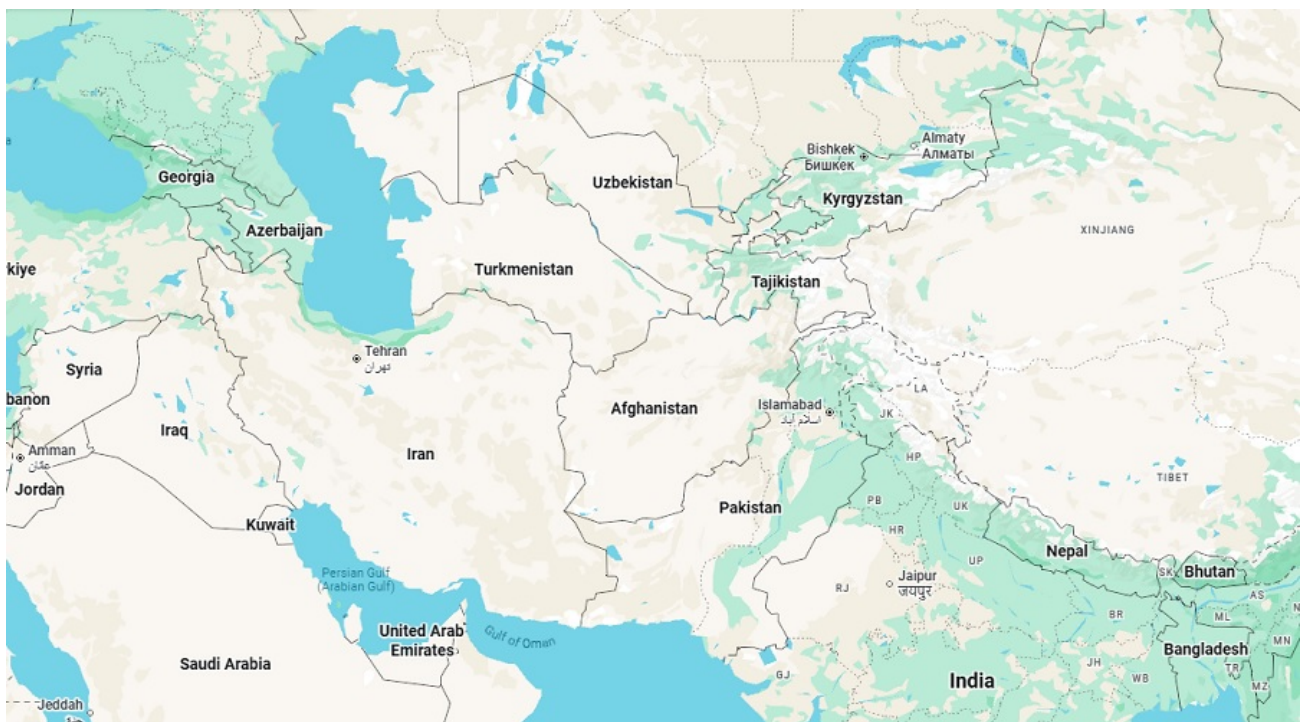 Georgia
Azerbaijan
Uzbekistan
Bishkek
Бишкек
Almaty
Алматы
Kyrgyzstan
XINJIANG
rkiye
Turkmenistan
Tajikistan
Tehran
تهران
Syria
banon
Iraq
Iran
Afghanistan
Islamabad
اسلام آباد
LA
JK
HP
Amman
عمّان
Jordan
Kuwait
Pakistan
PB
UK
HR
UP
TIBET
Nepal
SK
Bhutan
AS
Persian Gulf
(Arabian Gulf)
RJ
Jaipur
जयपुर
BR
ML
N
MN
United Arab
Emirates
Gulf of Oman
Saudi Arabia
GJ
India
JH
WB
Bangladesh
TR
MZ
Jeddah